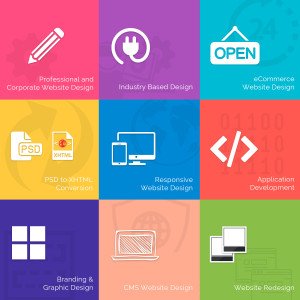 Professional and
Corporate Website Design
Industry Based Design
24
OPEN
eCommerce
Website Design
PSD
XHTML
PSD to XHTML
Conversion
Responsive
Website Design
Application
Development
Branding &
Graphic Design
CMS Website Design
Website Redesign